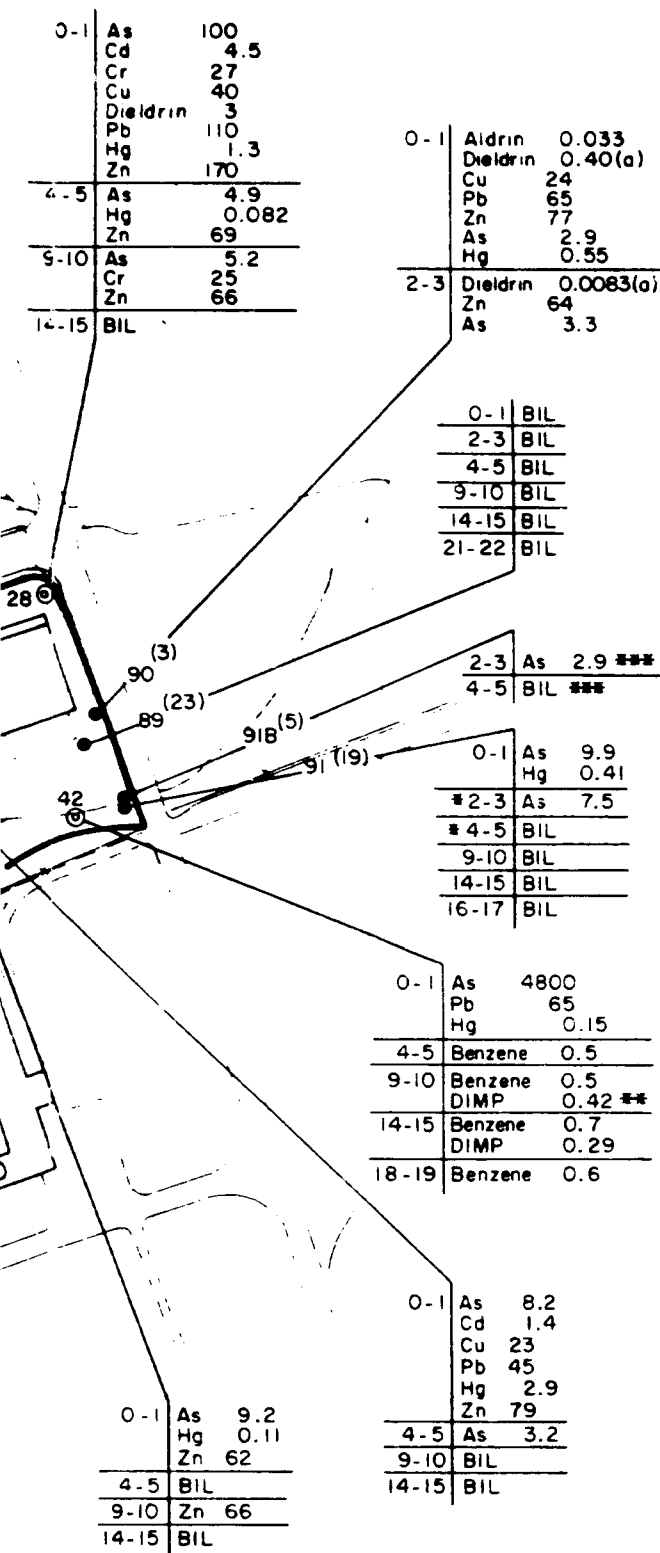 0-1 As 100
Cd 4.5
Cr 27
Cu 40
Dieldrin 3
Pb 110
Hg 1.3
Zn 170
4-5 As 4.9
Hg 0.082
Zn 69
9-10 As 5.2
Cr 25
Zn 66
14-15 BIL
0-1 Aldrin 0.033
Dieldrin 0.40(a)
Cu 24
Pb 65
Zn 77
As 2.9
Hg 0.55
2-3 Dieldrin 0.0083(a)
Zn 64
As 3.3
0-1 BIL
2-3 BIL
4-5 BIL
9-10 BIL
14-15 BIL
21-22 BIL
28
90 (3)
89 (23)
91B (5)
91 (19)
42
2-3 As 2.9 ***
4-5 BIL ***
0-1 As 9.9
Hg 0.41
*2-3 As 7.5
*4-5 BIL
9-10 BIL
14-15 BIL
16-17 BIL
0-1 As 4800
Pb 65
Hg 0.15
4-5 Benzene 0.5
9-10 Benzene 0.5
DIMP 0.42 **
14-15 Benzene 0.7
DIMP 0.29
18-19 Benzene 0.6
0-1 As 8.2
Cd 1.4
Cu 23
Pb 45
Hg 2.9
Zn 79
4-5 As 3.2
9-10 BIL
14-15 BIL
0-1 As 9.2
Hg 0.11
Zn 62
4-5 BIL
9-10 Zn 66
14-15 BIL